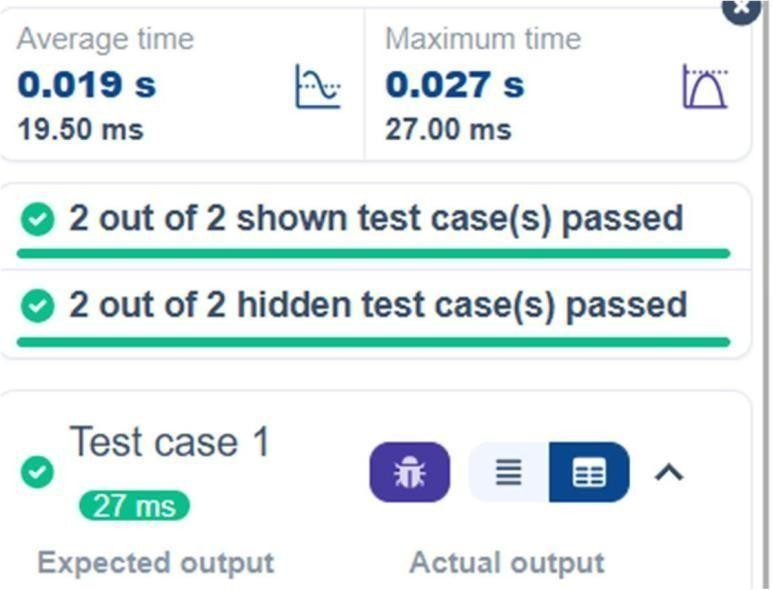 Average time
Maximum time
0.019 s
0.027 s
19.50 ms
27.00 ms
2 out of 2 shown test case(s) passed
2 out of 2 hidden test case(s) passed
Test case 1
27 ms
Expected output
Actual output